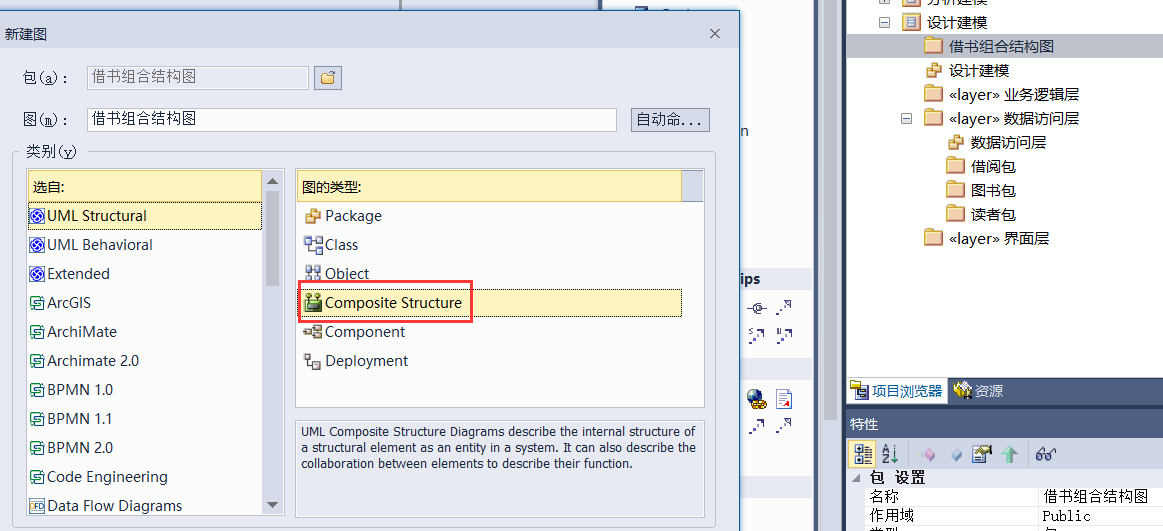 新建图
包(a)：
借书组合结构图
图(m)：
借书组合结构图
自动命...
类别(y)
选自:
UML Structural
UML Behavioral
Extended
ArcGIS
ArchiMate
Archimate 2.0
BPMN 1.0
BPMN 1.1
BPMN 2.0
Code Engineering
Data Flow Diagrams
图的类型:
Package
Class
Object
Composite Structure
Component
Deployment
UML Composite Structure Diagrams describe the internal structure of
a structural element as an entity in a system. It can also describe the
collaboration between elements to describe their function.
n
ips
设计建模
借书组合结构图
设计建模
«layer» 业务逻辑层
«layer» 数据访问层
数据访问层
借阅包
图书包
读者包
«layer» 界面层
项目浏览器
资源
特性
包 设置
名称
借书组合结构图
作用域
Public